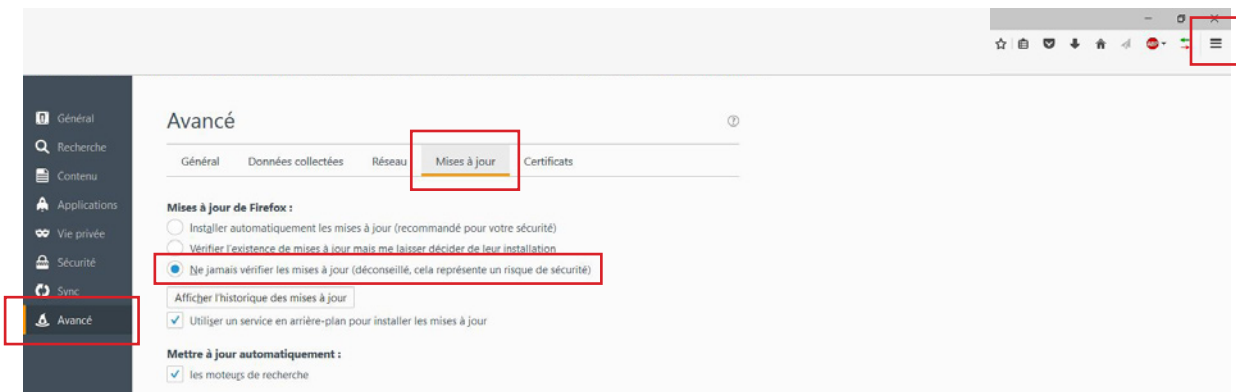 Général
Recherche
Contenu
Applications
Vie privée
Sécurité
Sync
Avancé
Avancé
Général Données collectées Réseau Mises à jour Certificats
Mises à jour de Firefox :
Installer automatiquement les mises à jour (recommandé pour votre sécurité)
Vérifier l'existence de mises à jour mais me laisser décider de leur installation
Ne jamais vérifier les mises à jour (déconseillé, cela représente un risque de sécurité)
Afficher l'historique des mises à jour
Utiliser un service en arrière-plan pour installer les mises à jour
Mettre à jour automatiquement :
les moteurs de recherche